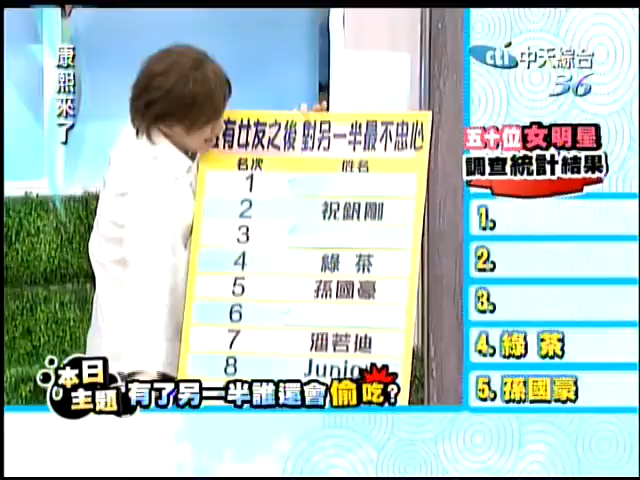 康熙來了
cti 中天綜台
36
有女友之後 對另一半最不忠心
名次 姓名
1
2 祝釩剛
3
4 綠茶
5 孫國豪
6
7 潘若迪
8 Junior
五十位女明星
調查統計結果
1.
2.
3.
4. 綠茶
5. 孫國豪
本日主題 有了另一半誰還會偷吃?